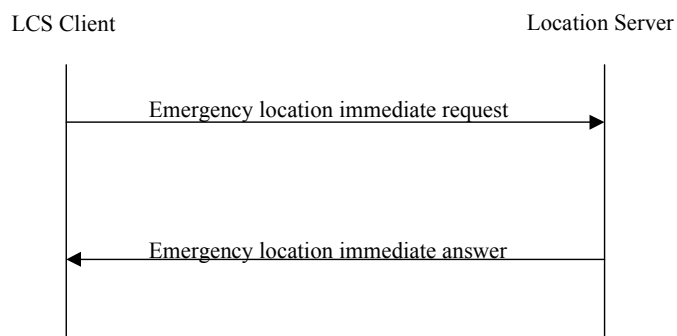 LCS Client
Location Server
Emergency location immediate request
Emergency location immediate answer